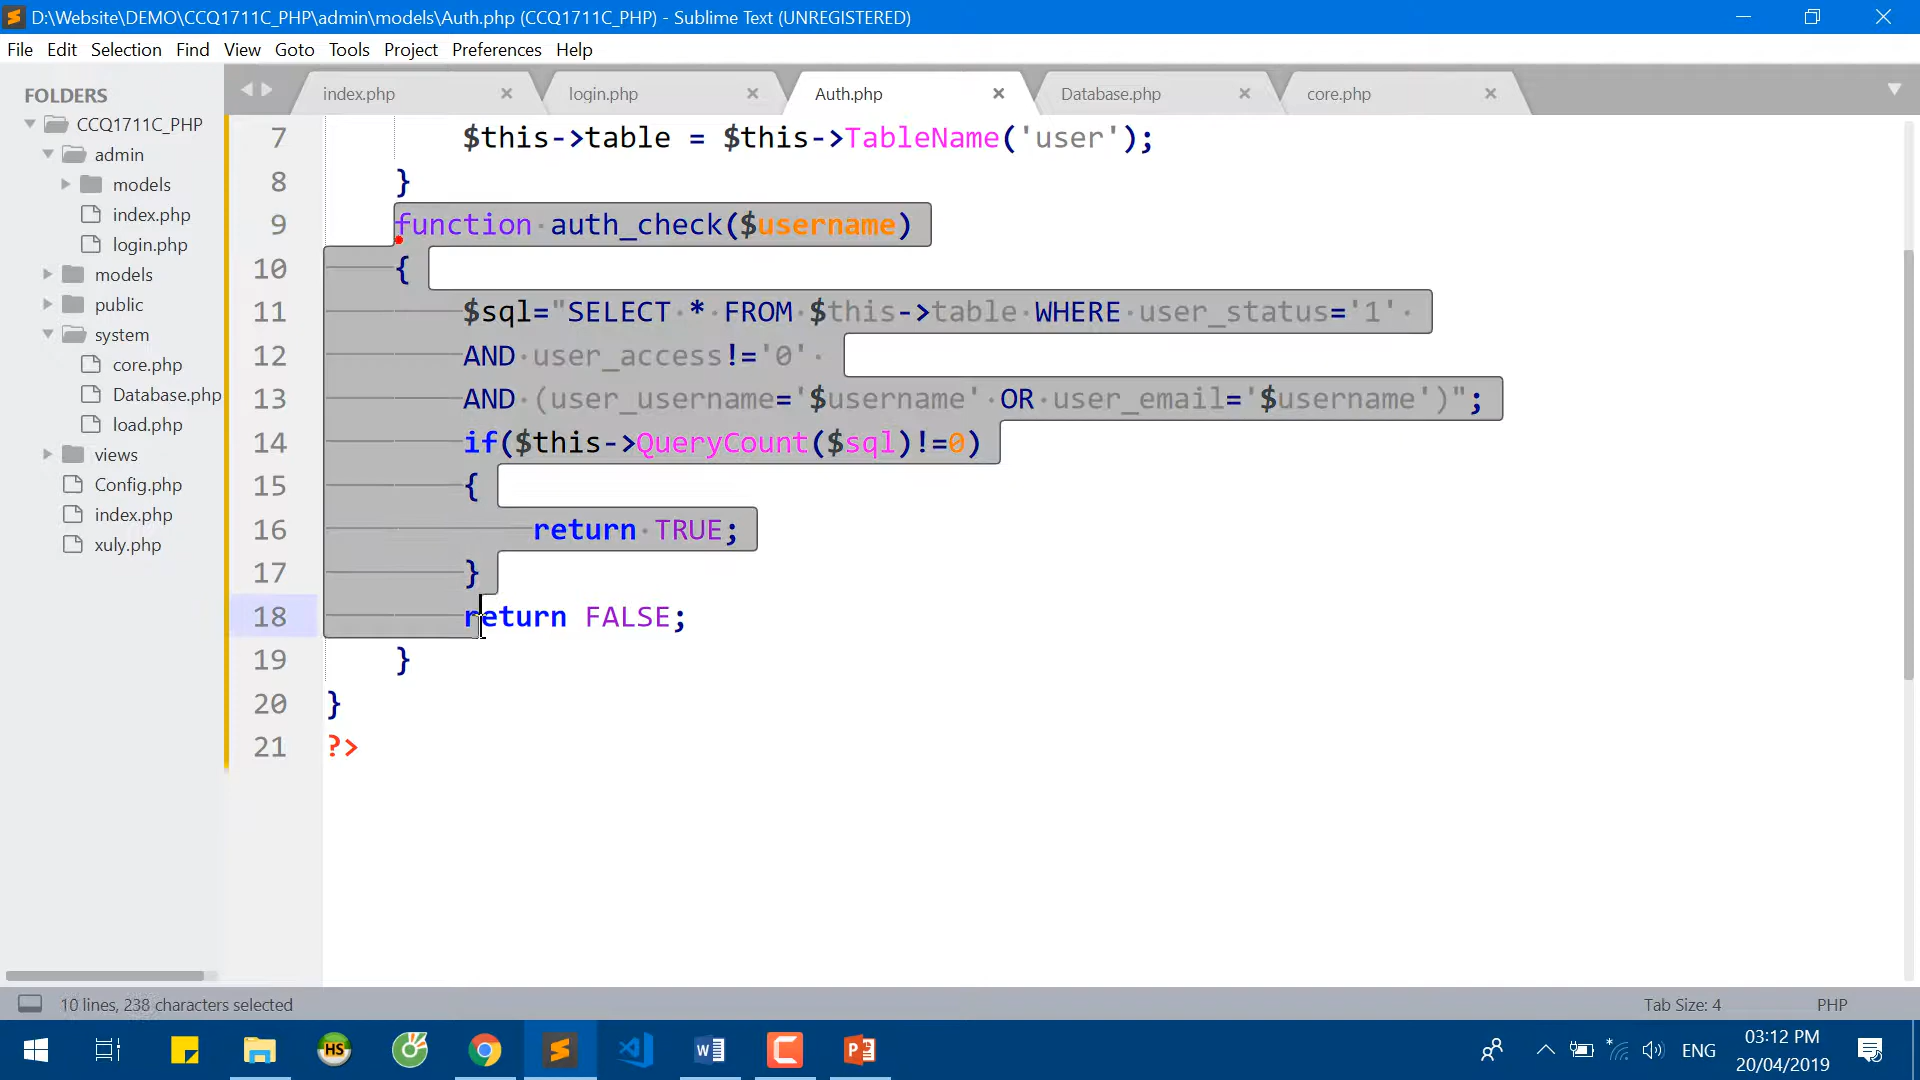 D:\Website\DEMO\CCQ1711C_PHP\admin\models\Auth.php (CCQ1711C_PHP) - Sublime Text (UNREGISTERED)
File Edit Selection Find View Goto Tools Project Preferences Help
index.php login.php Auth.php Database.php core.php
FOLDERS
CCQ1711C_PHP
admin
models
index.php
login.php
models
public
system
core.php
Database.php
load.php
views
Config.php
index.php
xuly.php
7 $this->table = $this->TableName('user');
8 }
9 function auth_check($username)
10 {
11 $sql="SELECT * FROM $this->table WHERE user_status='1'
12 AND user_access!='0'
13 AND (user_username='$username' OR user_email='$username')";
14 if($this->QueryCount($sql)!=0)
15 {
16 return TRUE;
17 }
18 return FALSE;
19 }
20 }
21 ?>
10 lines, 238 characters selected
Tab Size: 4 PHP
HS
ENG
03:12 PM
20/04/2019